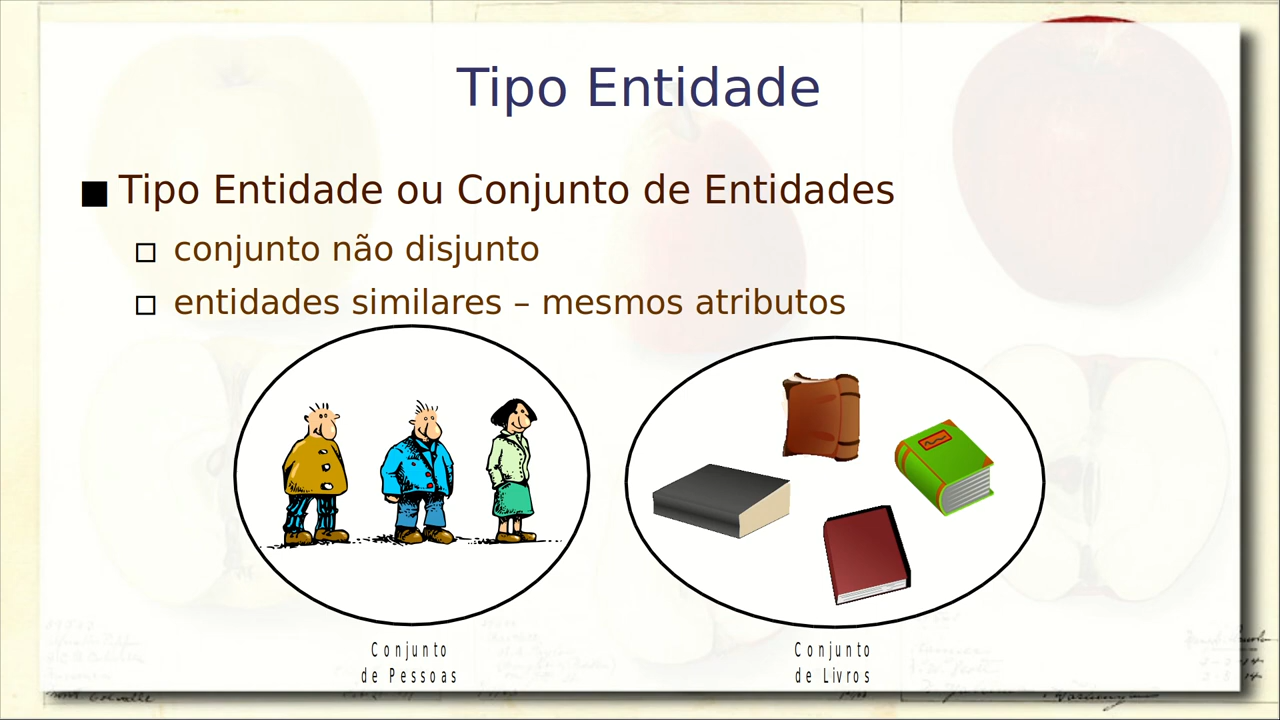 Tipo Entidade
Tipo Entidade ou Conjunto de Entidades
conjunto não disjunto
entidades similares – mesmos atributos
Conjunto
de Pessoas
Conjunto
de Livros